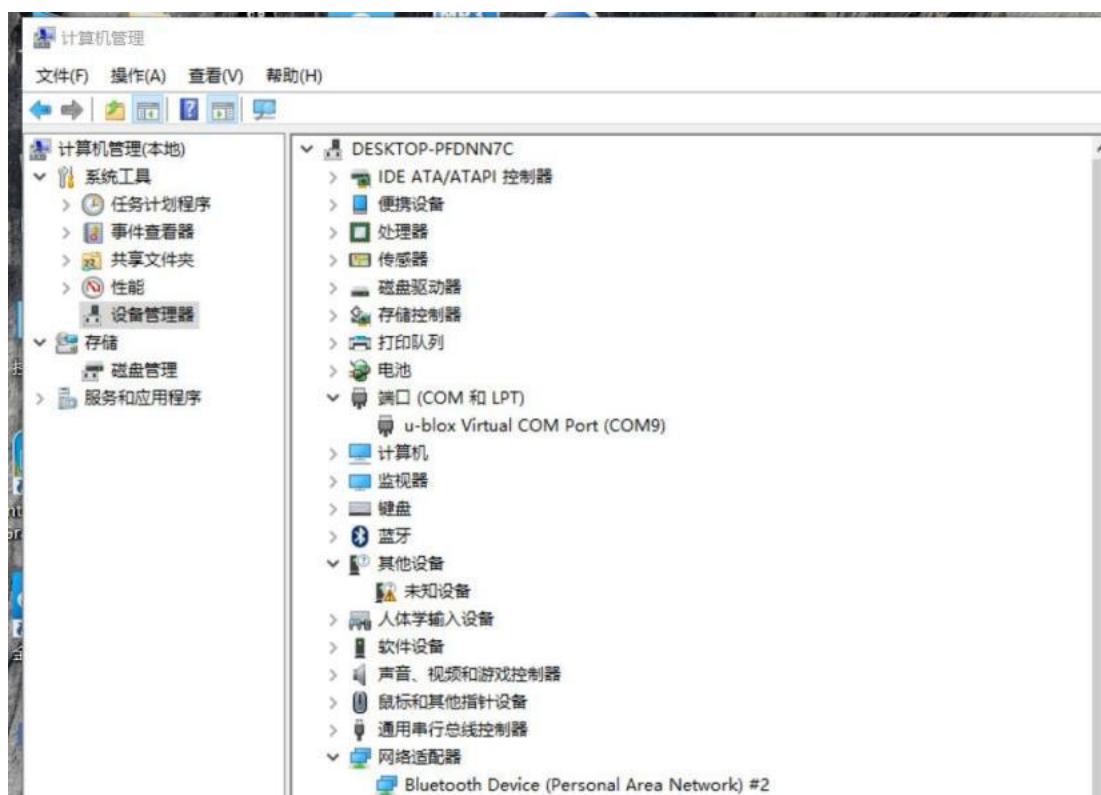 计算机管理
文件(F) 操作(A) 查看(V) 帮助(H)
计算机管理(本地)
系统工具
任务计划程序
事件查看器
共享文件夹
性能
设备管理器
存储
磁盘管理
服务和应用程序
DESKTOP-PFDNN7C
IDE ATA/ATAPI 控制器
便携设备
处理器
传感器
磁盘驱动器
存储控制器
打印队列
电池
端口 (COM 和 LPT)
u-blox Virtual COM Port (COM9)
计算机
监视器
键盘
蓝牙
其他设备
未知设备
人体学输入设备
软件设备
声音、视频和游戏控制器
鼠标和其他指针设备
通用串行总线控制器
网络适配器
Bluetooth Device (Personal Area Network) #2